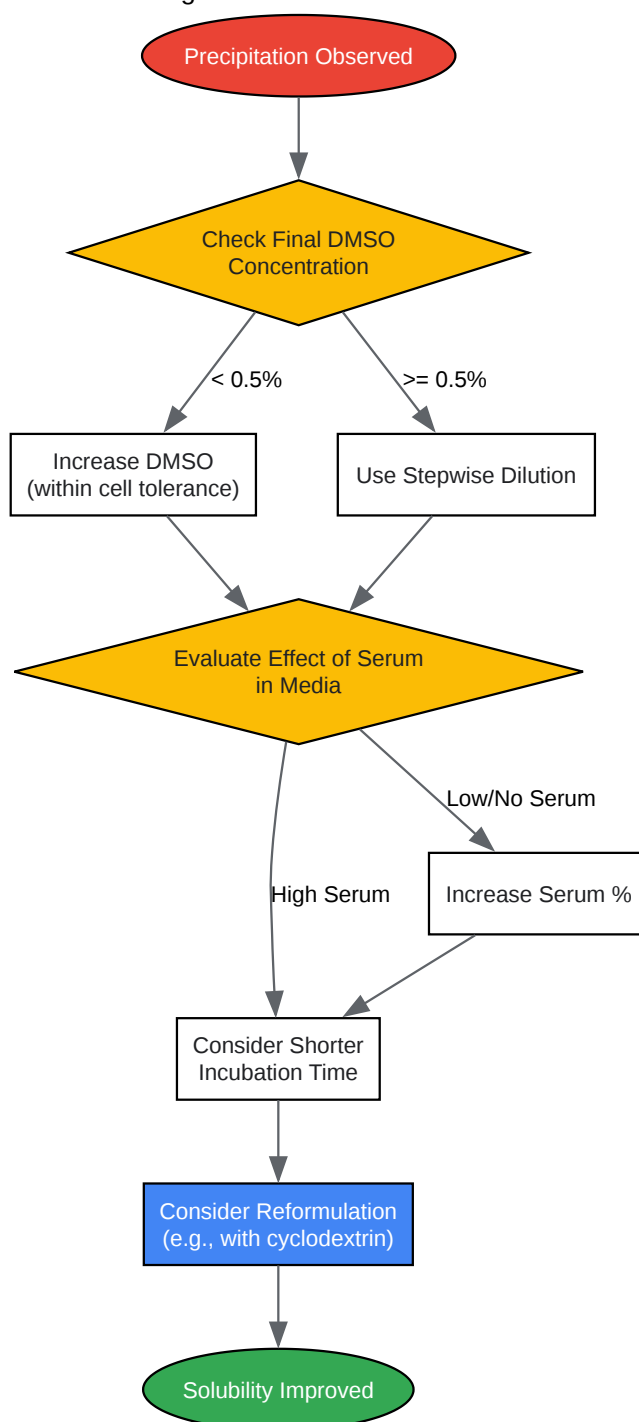 Precipitation Observed
Check Final DMSO
Concentration
< 0.5%
>= 0.5%
Increase DMSO
(within cell tolerance)
Use Stepwise Dilution
Evaluate Effect of Serum
in Media
Low/No Serum
High Serum
Increase Serum %
Consider Shorter
Incubation Time
Consider Reformulation
(e.g., with cyclodextrin)
Solubility Improved